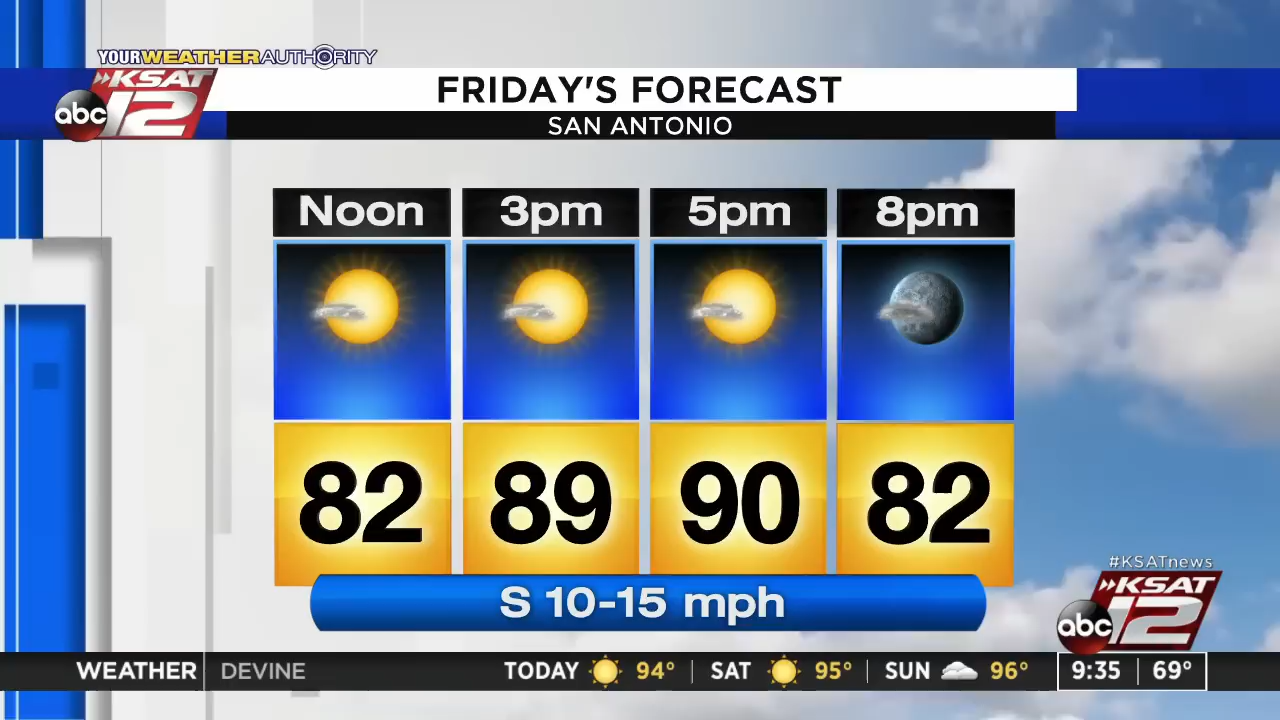 YOUR WEATHER AUTHORITY
KSAT
abc 12
FRIDAY'S FORECAST
SAN ANTONIO
Noon 3pm 5pm 8pm
82 89 90 82
S 10-15 mph
#KSATnews
KSAT
abc 12
WEATHER DEVINE TODAY 94° SAT 95° SUN 96° 9:35 69°